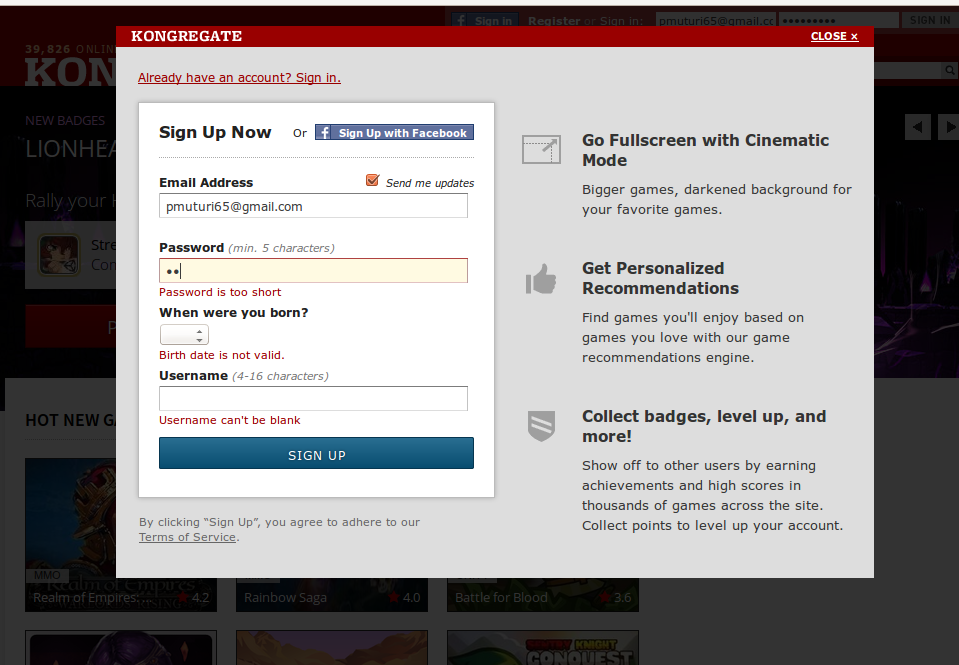 Sign in Register or Sign in: pmuturi65@gmail.cc ••••••••• SIGN IN
KONGREGATE
CLOSE ×
39,826 ONLIN
KON
Already have an account? Sign in.
NEW BADGES
LIONHEA
Rally your H
Stre
Con
P
Sign Up Now Or Sign Up with Facebook
Email Address Send me updates
pmuturi65@gmail.com
Password (min. 5 characters)
••
Password is too short
When were you born?
Birth date is not valid.
Username (4-16 characters)
Username can't be blank
SIGN UP
By clicking “Sign Up”, you agree to adhere to our
Terms of Service.
Go Fullscreen with Cinematic
Mode
Bigger games, darkened background for
your favorite games.
Get Personalized
Recommendations
Find games you'll enjoy based on
games you love with our game
recommendations engine.
Collect badges, level up, and
more!
Show off to other users by earning
achievements and high scores in
thousands of games across the site.
Collect points to level up your account.
HOT NEW GA
MMO
Realm of Empires: ... 4.2
Rainbow Saga 4.0
Battle for Blood 3.6
KNIGHT
CONQUEST